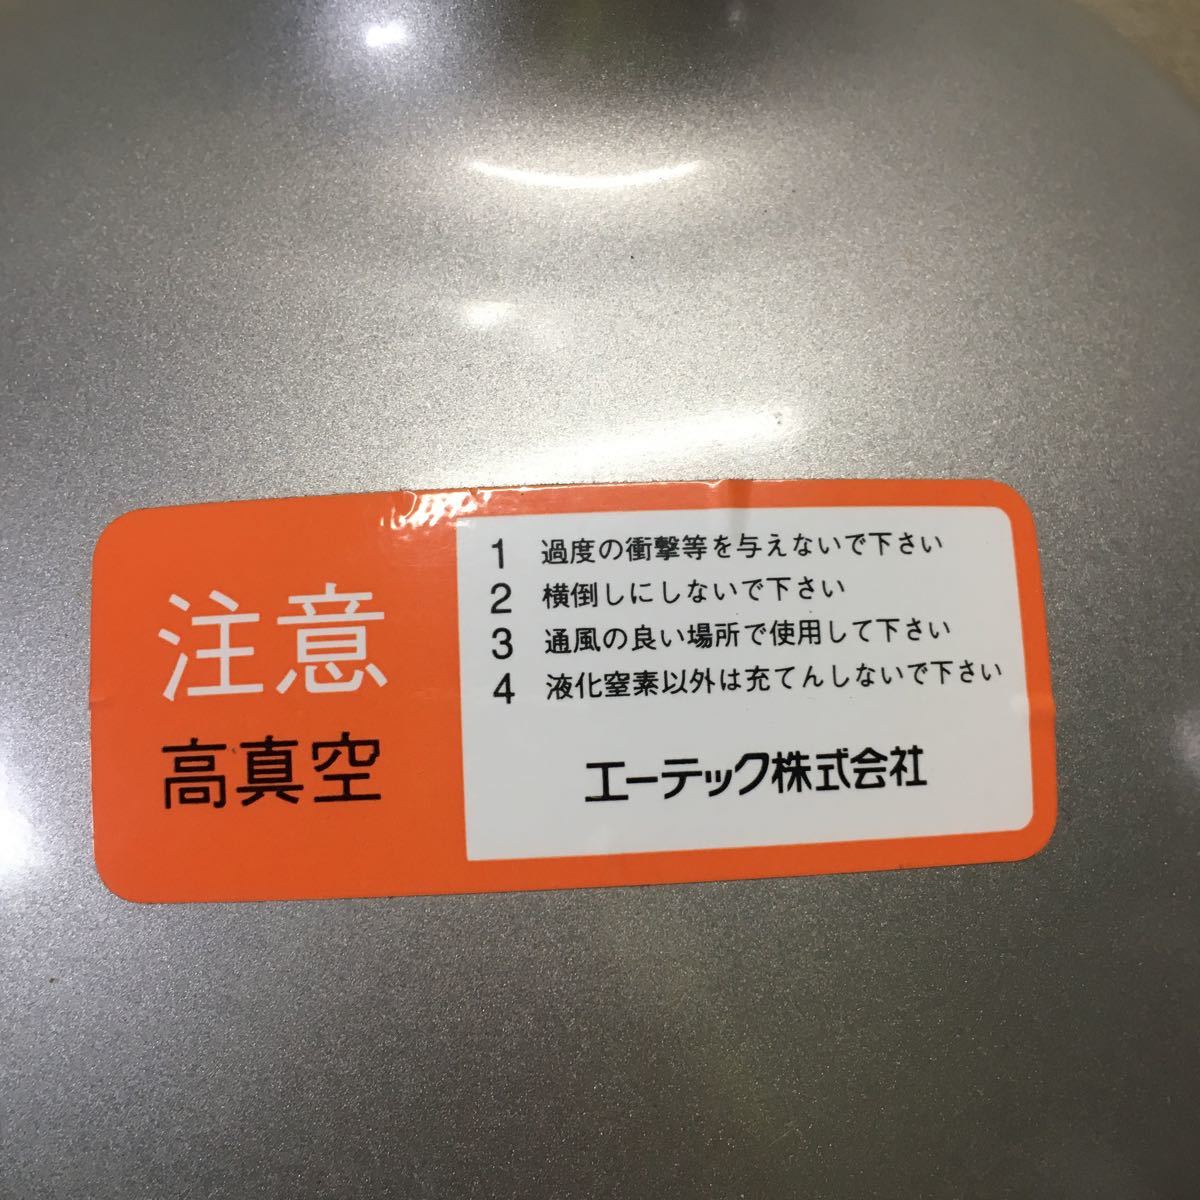 注意
高真空
1 過度の衝撃等を与えないで下さい
2 横倒しにしないで下さい
3 通風の良い場所で使用して下さい
4 液化窒素以外は充てんしないで下さい
エーテック株式会社